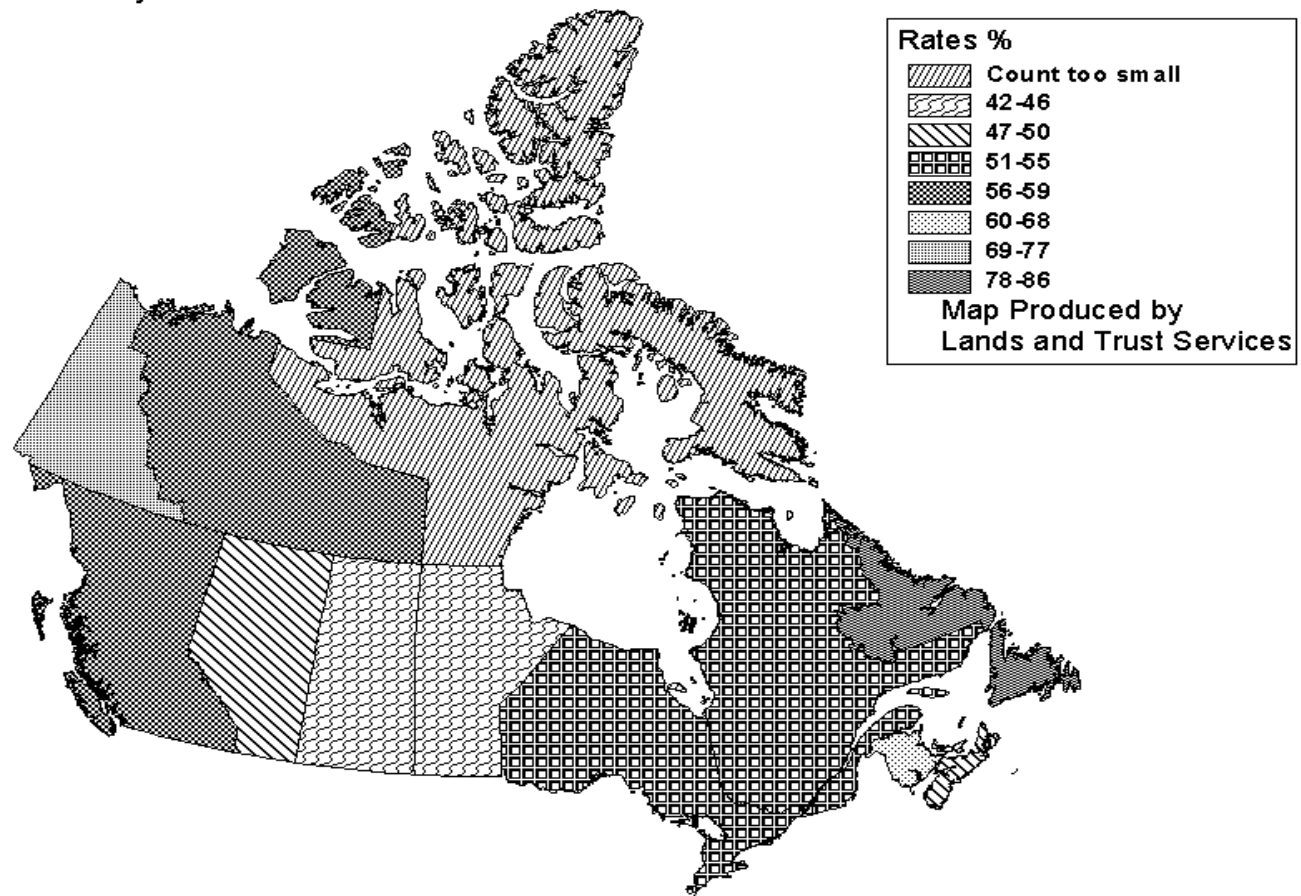 Rates %
Count too small
42-46
47-50
51-55
56-59
60-68
69-77
78-86
Map Produced by
Lands and Trust Services